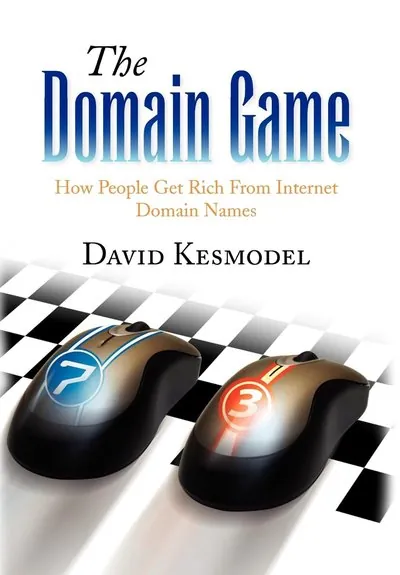 The
Domain Game
How People Get Rich From Internet
Domain Names
David Kesmodel
7
3